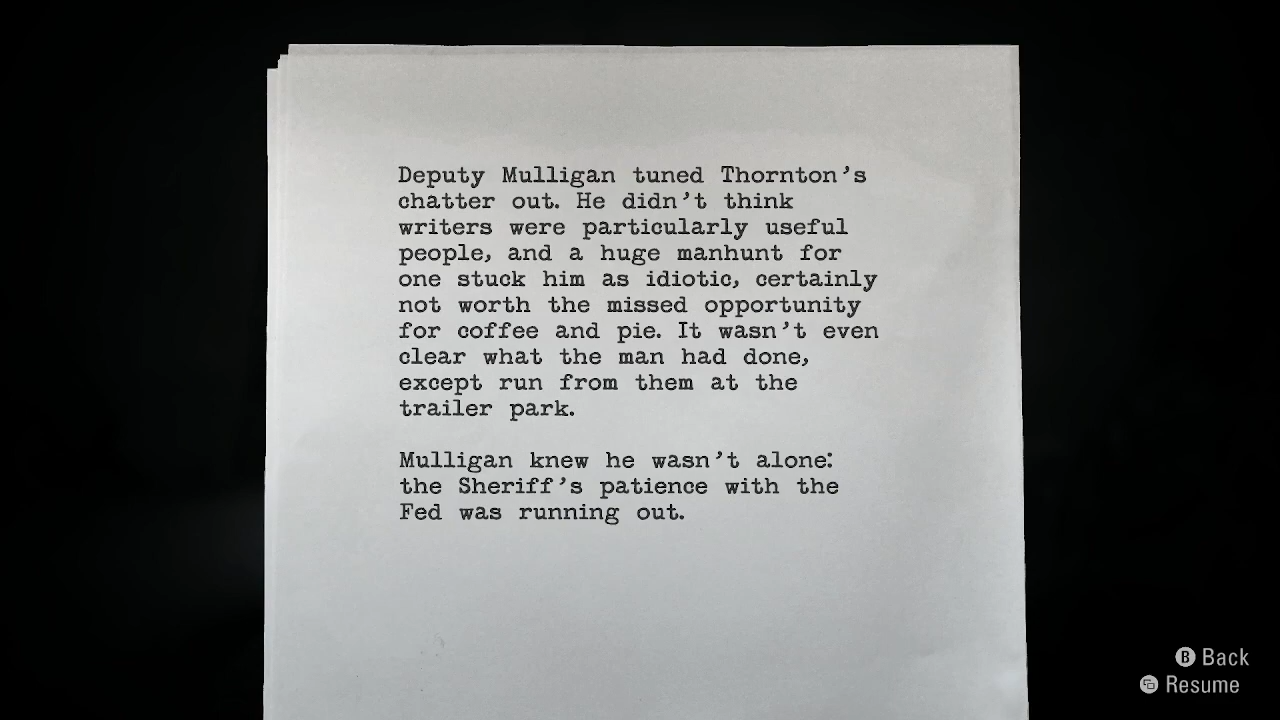 Deputy Mulligan tuned Thornton's
chatter out. He didn't think
writers were particularly useful
people, and a huge manhunt for
one stuck him as idiotic, certainly
not worth the missed opportunity
for coffee and pie. It wasn't even
clear what the man had done,
except run from them at the
trailer park.
Mulligan knew he wasn't alone:
the Sheriff's patience with the
Fed was running out.
B Back
Resume